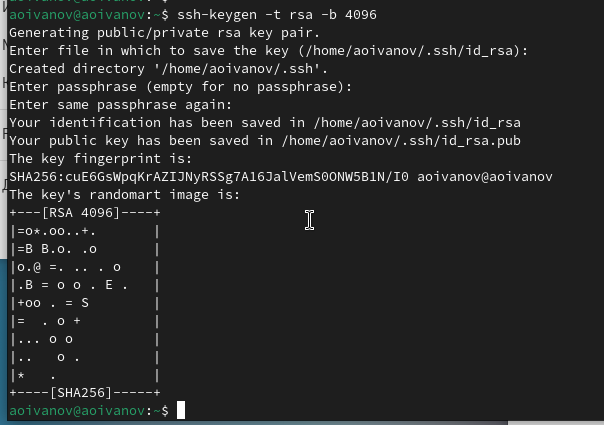 aoivanov@aoivanov:~$ ssh-keygen -t rsa -b 4096
Generating public/private rsa key pair.
Enter file in which to save the key (/home/aoivanov/.ssh/id_rsa):
Created directory '/home/aoivanov/.ssh'.
Enter passphrase (empty for no passphrase):
Enter same passphrase again:
Your identification has been saved in /home/aoivanov/.ssh/id_rsa
Your public key has been saved in /home/aoivanov/.ssh/id_rsa.pub
The key fingerprint is:
SHA256:cuE6GsWpqKrAZIJNyRSSg7A16JalVemS0ONW5B1N/I0 aoivanov@aoivanov
The key's randomart image is:
+---[RSA 4096]----+
|=o*.oo..+.       |
|=B B.o. .o       |
|o.@ =. .. . o    |
|.B = o o . E .   |
|+oo . = S        |
|=  . o +         |
|... o o          |
|..   o .         |
|*   .            |
+----[SHA256]-----+
aoivanov@aoivanov:~$